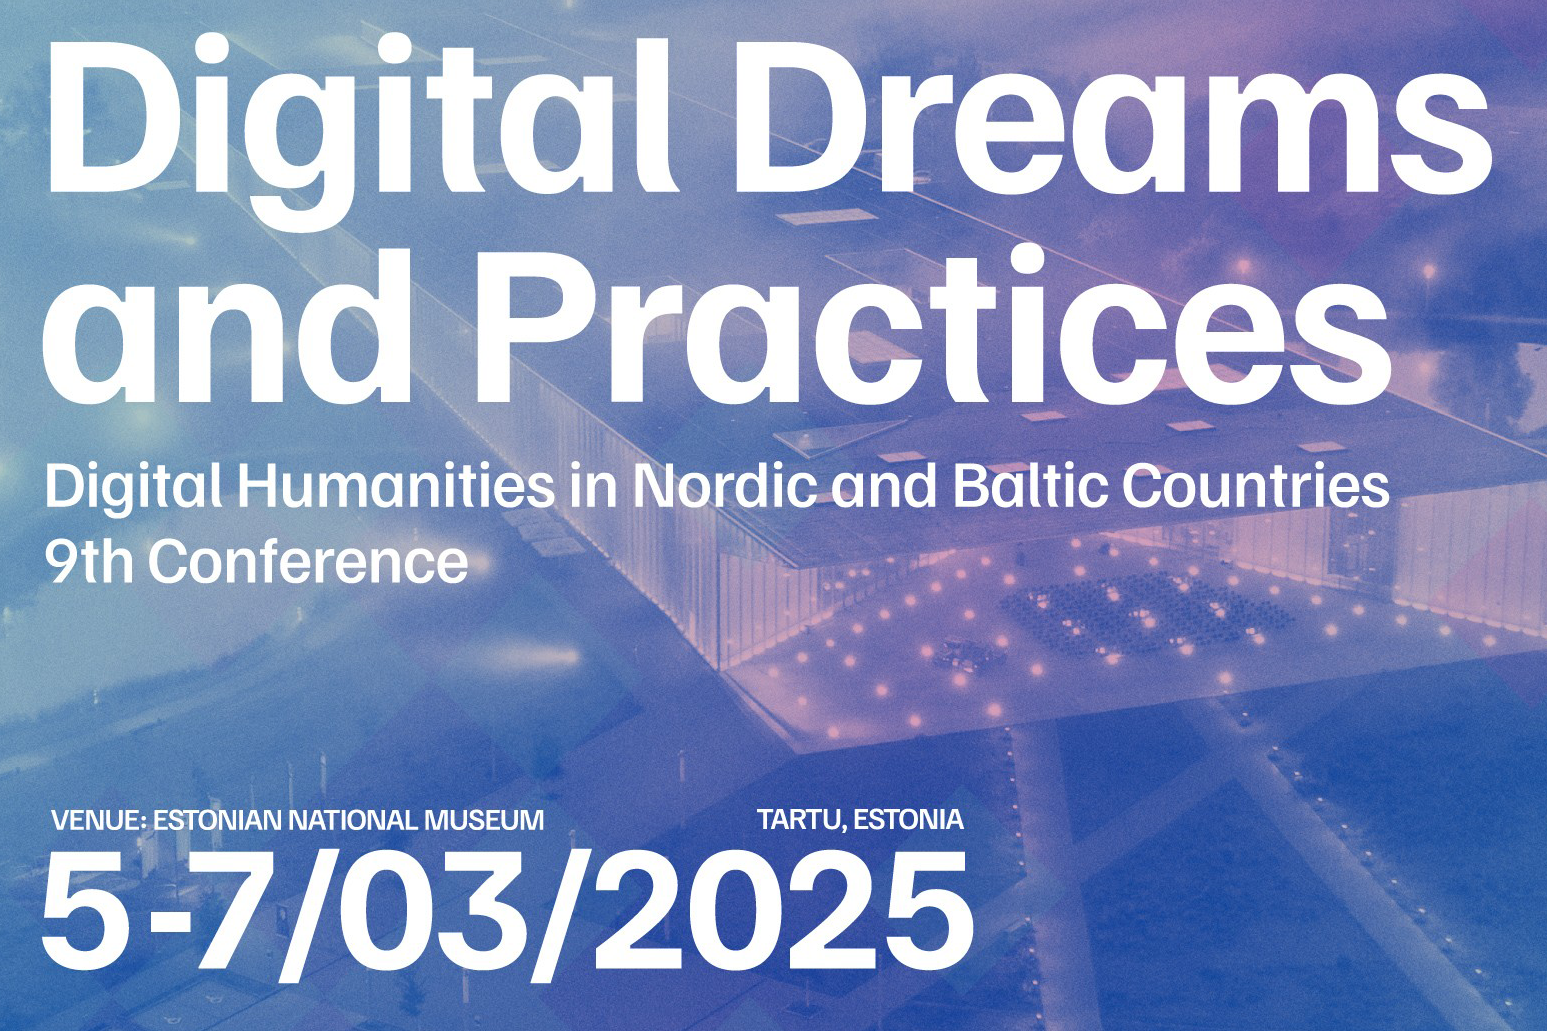 Digital Dreams
and Practices
Digital Humanities in Nordic and Baltic Countries
9th Conference
VENUE: ESTONIAN NATIONAL MUSEUM
TARTU, ESTONIA
5-7/03/2025